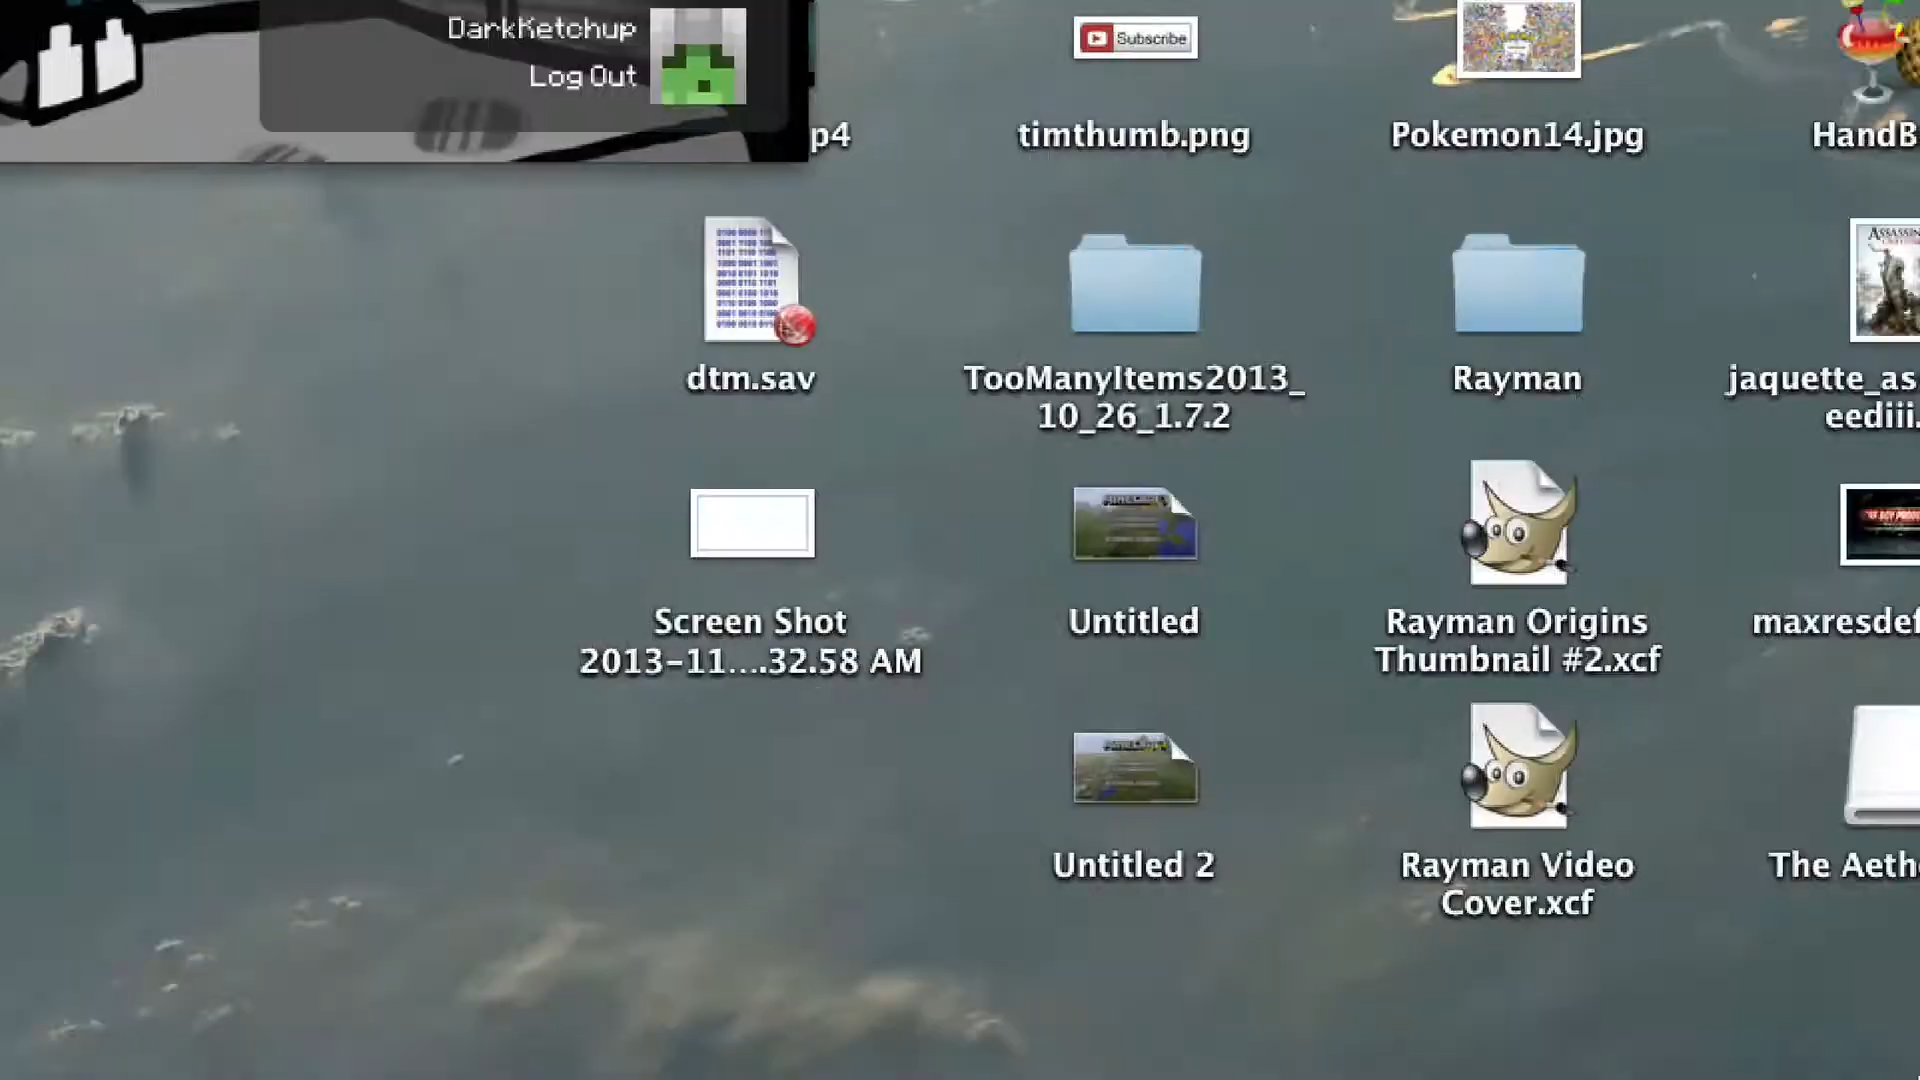 DarkKetchup
Log Out
Subscribe
p4
timthumb.png
Pokemon14.jpg
HandB
dtm.sav
TooManyItems2013_
10_26_1.7.2
Rayman
ASSASSIN
jaquette_as
eediii.
Screen Shot
2013-11....32.58 AM
Untitled
Rayman Origins
Thumbnail #2.xcf
maxresdef
Untitled 2
Rayman Video
Cover.xcf
The Aeth